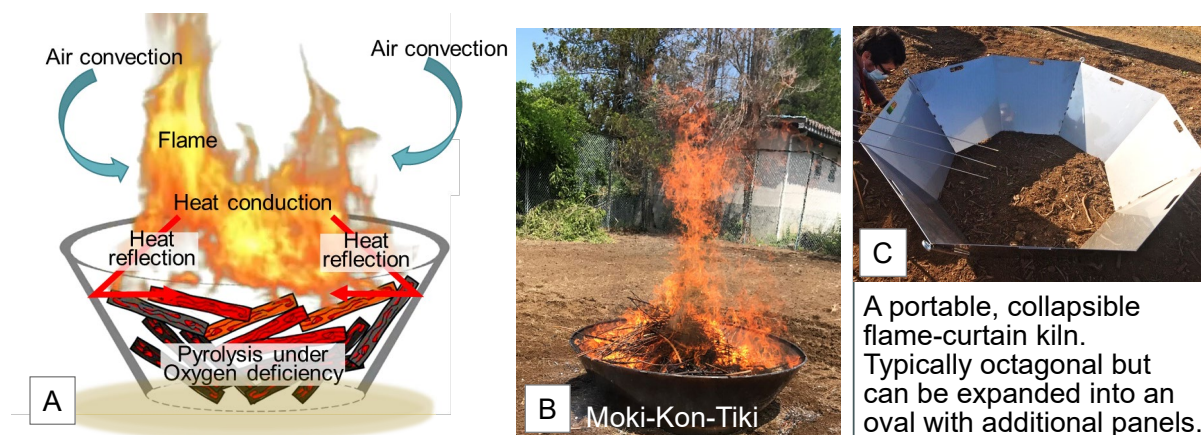 Air convection
Air convection
Flame
Heat conduction
Heat
reflection
Heat
reflection
Pyrolysis under
Oxygen deficiency
A
B
Moki-Kon-Tiki
C
A portable, collapsible
flame-curtain kiln.
Typically octagonal but
can be expanded into an
oval with additional panels.